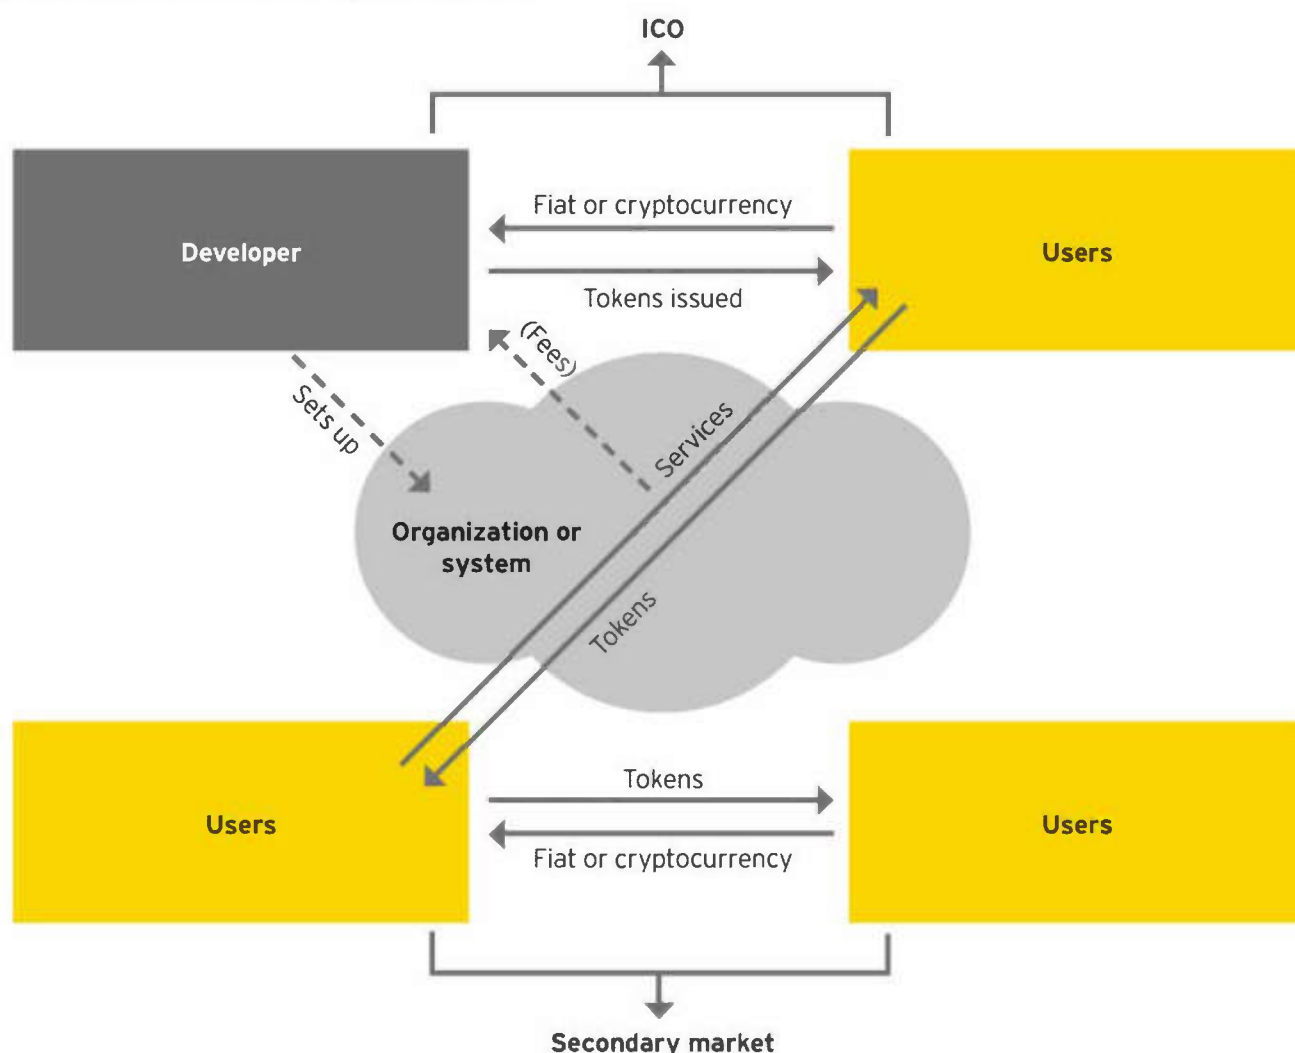 ICO
Fiat or cryptocurrency
Developer
Users
Tokens issued
(Fees)
Sets up
Services
Organization or
system
Tokens
Tokens
Users
Users
Fiat or cryptocurrency
Secondary market